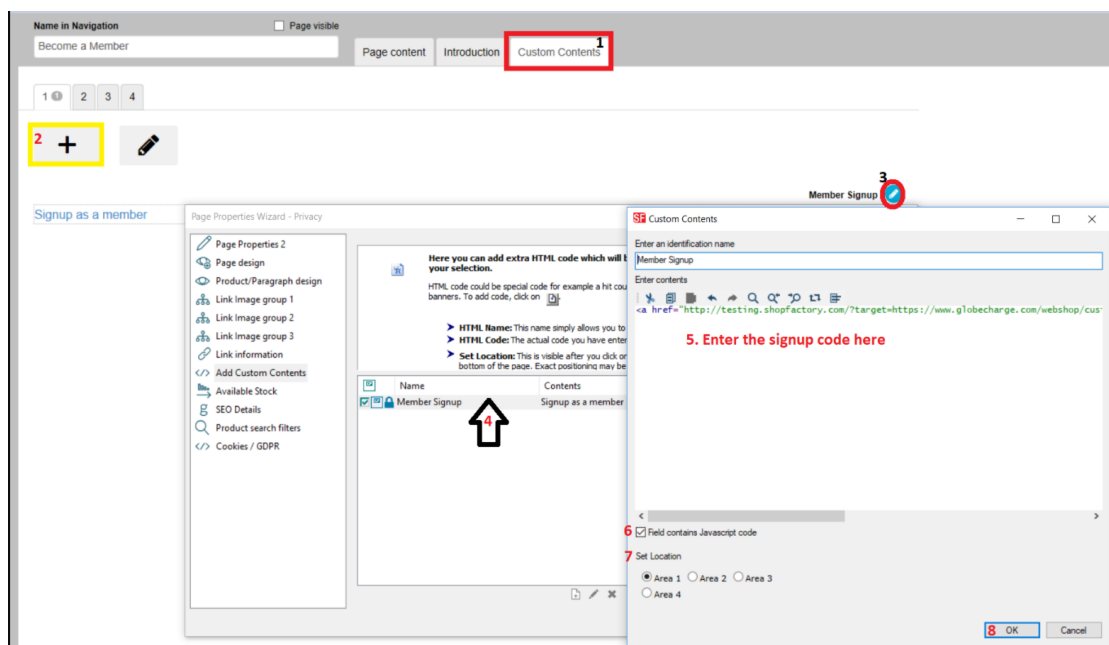 Name in Navigation
Page visible
Become a Member
Page content
Introduction
Custom Contents
1
1 1
2
3
4
2
+
3
Member Signup
Signup as a member
Page Properties Wizard - Privacy
Page Properties 2
Page design
Product/Paragraph design
Link Image group 1
Link Image group 2
Link Image group 3
Link information
Add Custom Contents
Available Stock
SEO Details
Product search filters
Cookies / GDPR
Here you can add extra HTML code which will
your selection.
HTML code could be special code for example a hit cou
banners. To add code, click on
HTML Name: This name simply allows you to
HTML Code: The actual code you have enter
Set Location: This is visible after you click or
bottom of the page. Exact positioning may be
Name
Contents
Member Signup
Signup as a member
4
SF Custom Contents
Enter an identification name
Member Signup
Enter contents
<a href="http://testing.shopfactory.com/?target=https://www.globecharge.com/webshop/cus
5. Enter the signup code here
6 Field contains Javascript code
7 Set Location
Area 1
Area 2
Area 3
Area 4
8 OK
Cancel